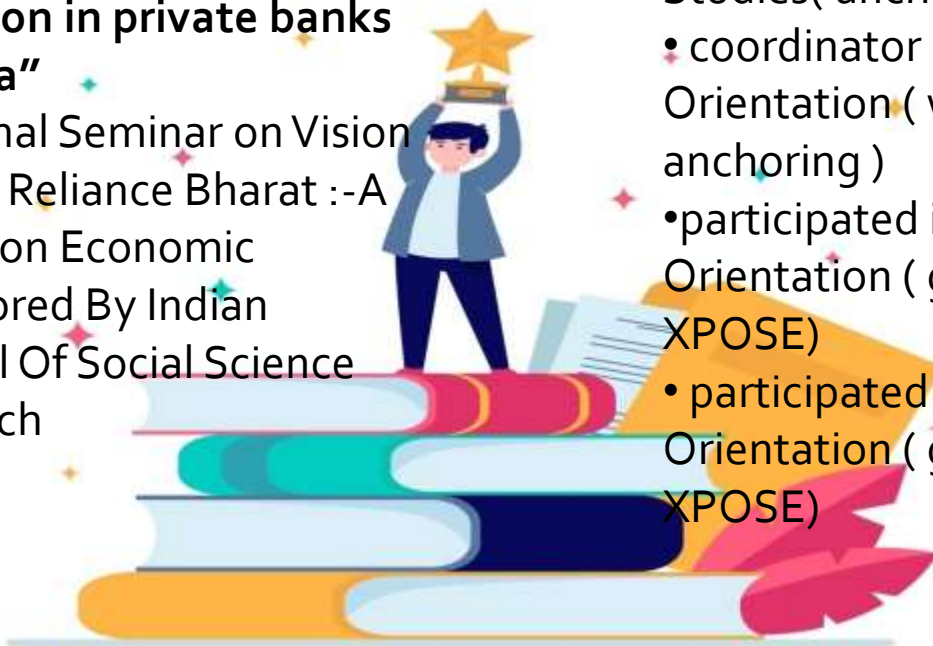 on in private banks
a”
nal Seminar on Vision
Reliance Bharat :-A
on Economic
ored By Indian
l Of Social Science
ch
• coordinator
Orientation (
anchoring )
•participated
Orientation (
XPOSE)
• participated
Orientation (
XPOSE)